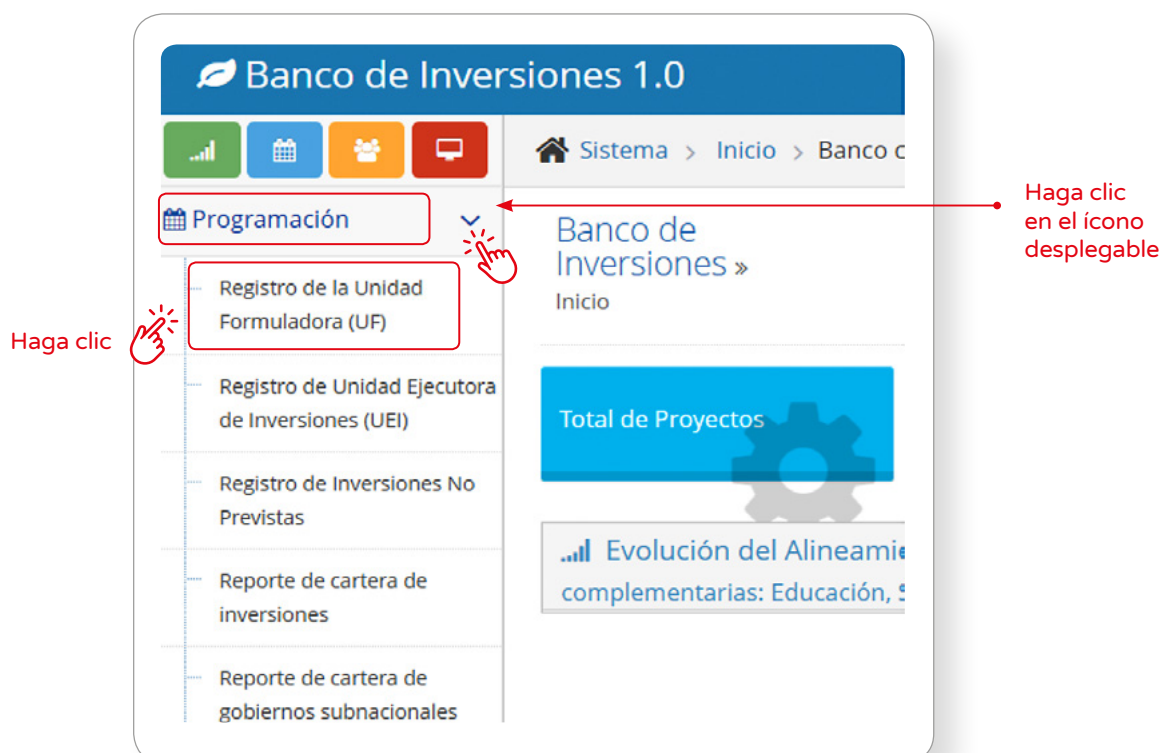 Banco de Inversiones 1.0
Sistema > Inicio > Banco
Programación
Haga clic
en el ícono
desplegable
Haga clic
Registro de la Unidad
Formuladora (UF)
Registro de Unidad Ejecutora
de Inversiones (UEI)
Registro de Inversiones No
Previstas
Reporte de cartera de
inversiones
Reporte de cartera de
gobiernos subnacionales
Banco de
Inversiones »
Inicio
Total de Proyectos
Evolución del
complementarias: Educación,